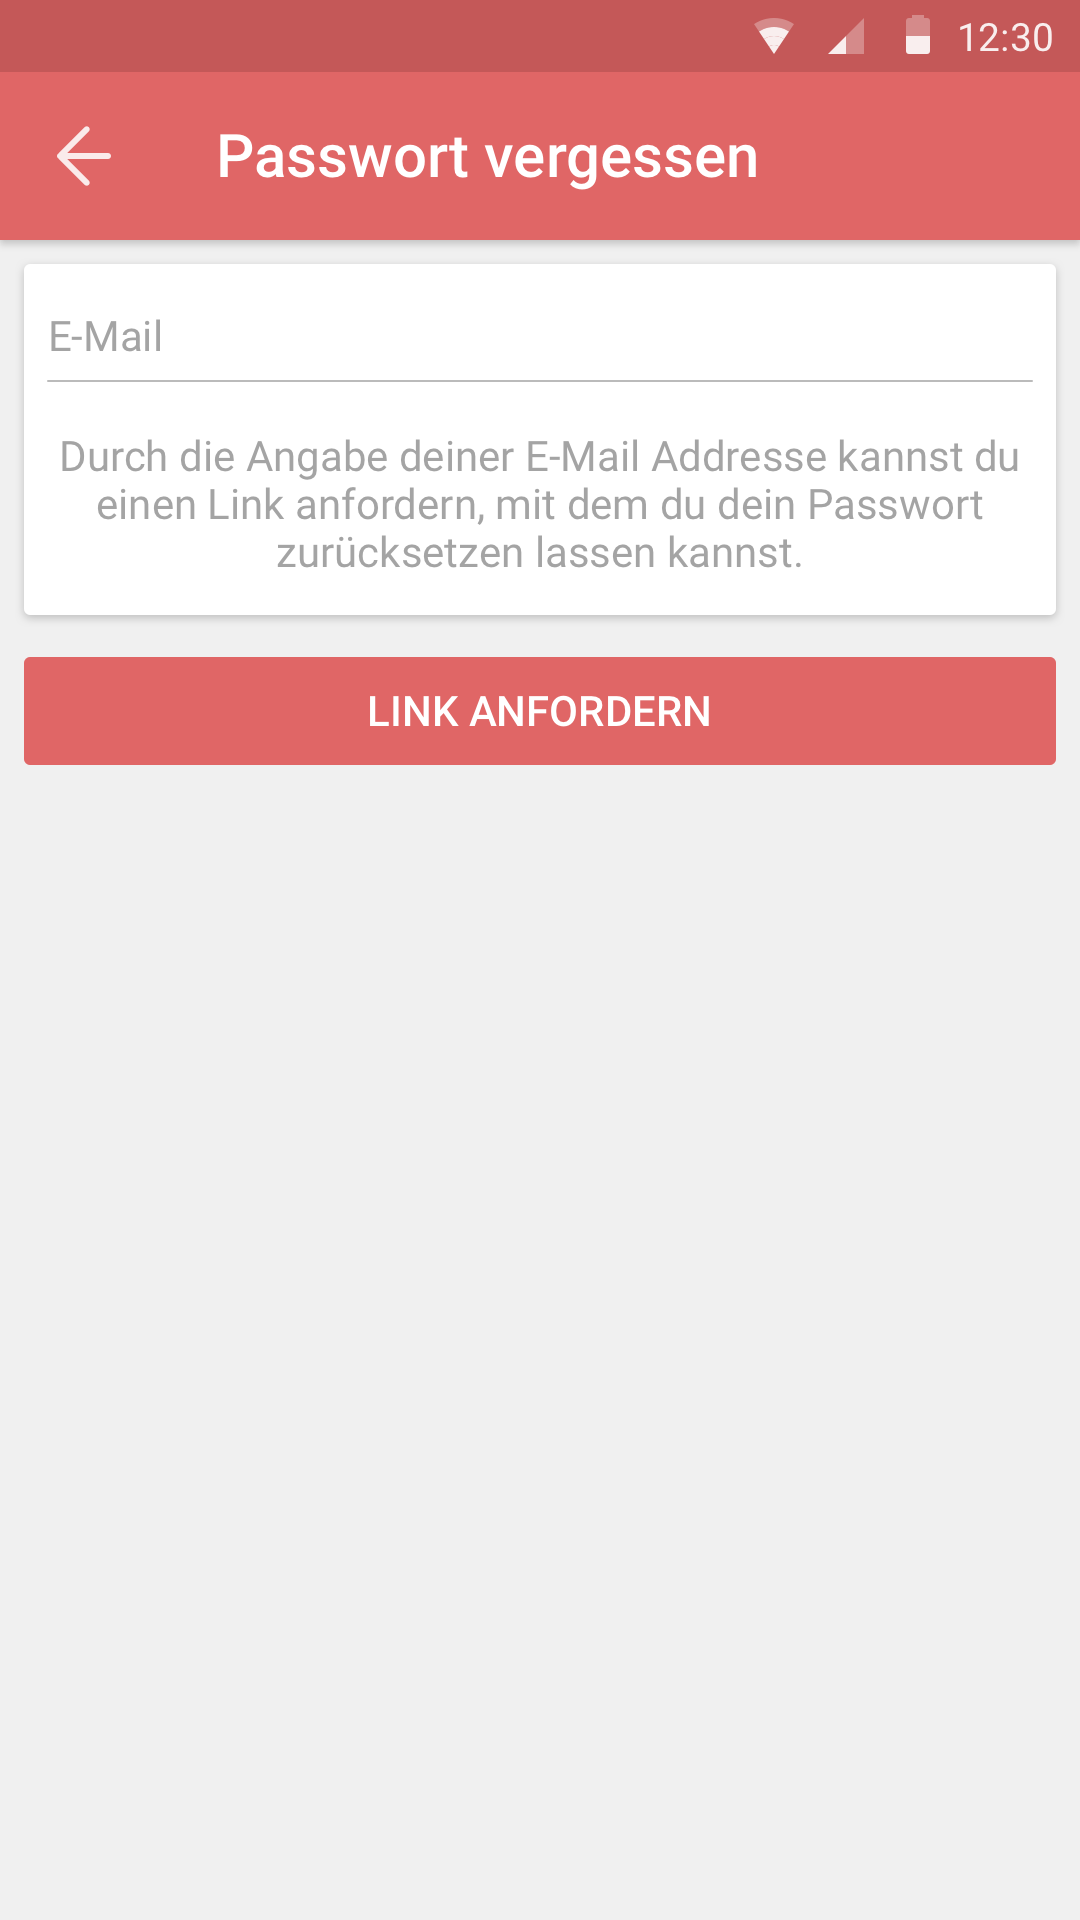 12:30
Passwort vergessen
E-Mail
Durch die Angabe deiner E-Mail Addresse kannst du
einen Link anfordern, mit dem du dein Passwort
zurücksetzen lassen kannst.
LINK ANFORDERN